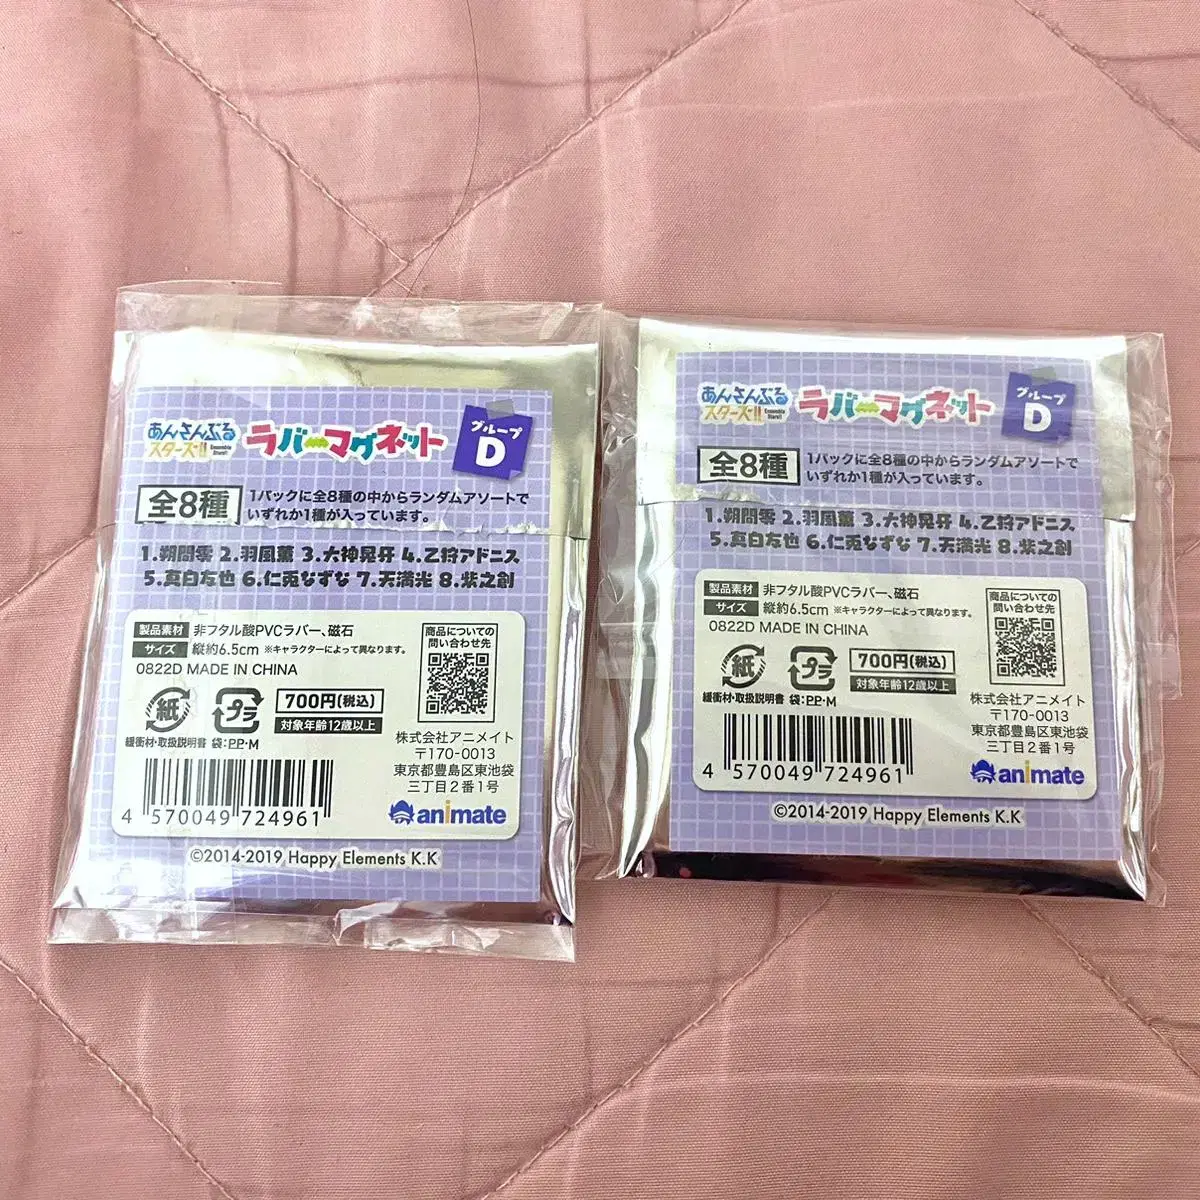 あんさんぶる
スターズ!!
Ensemble
Stars!!
ラバーマグネット
グループ
D
全8種
1パックに全8種の中からランダムアソートで
いずれか1種が入っています。
1.朔間零 2.羽風薫 3.大神晃牙 4.乙狩アドニス
5.真白友也 6.仁兎なずな 7.天満光 8.紫之創
製品素材 非フタル酸PVCラバー、磁石
サイズ 縦約6.5cm ※キャラクターによって異なります。
0822D MADE IN CHINA
紙
プラ
緩衝材・取扱説明書 袋:PP・M
700円(税込)
対象年齢12歳以上
商品についての
問い合わせ先
株式会社アニメイト
〒170-0013
東京都豊島区東池袋
三丁目2番1号
animate
4 570049 724961
©2014-2019 Happy Elements K.K
あんさんぶる
スターズ!!
Ensemble
Stars!!
ラバーマグネット
グループ
D
全8種
1パックに全8種の中からランダムアソートで
いずれか1種が入っています。
1.朔間零 2.羽風薫 3.大神晃牙 4.乙狩アドニス
5.真白友也 6.仁兎なずな 7.天満光 8.紫之創
製品素材 非フタル酸PVCラバー、磁石
サイズ 縦約6.5cm ※キャラクターによって異なります。
0822D MADE IN CHINA
紙
プラ
緩衝材・取扱説明書 袋:PP・M
700円(税込)
対象年齢12歳以上
商品についての
問い合わせ先
株式会社アニメイト
〒170-0013
東京都豊島区東池袋
三丁目2番1号
animate
4 570049 724961
©2014-2019 Happy Elements K.K